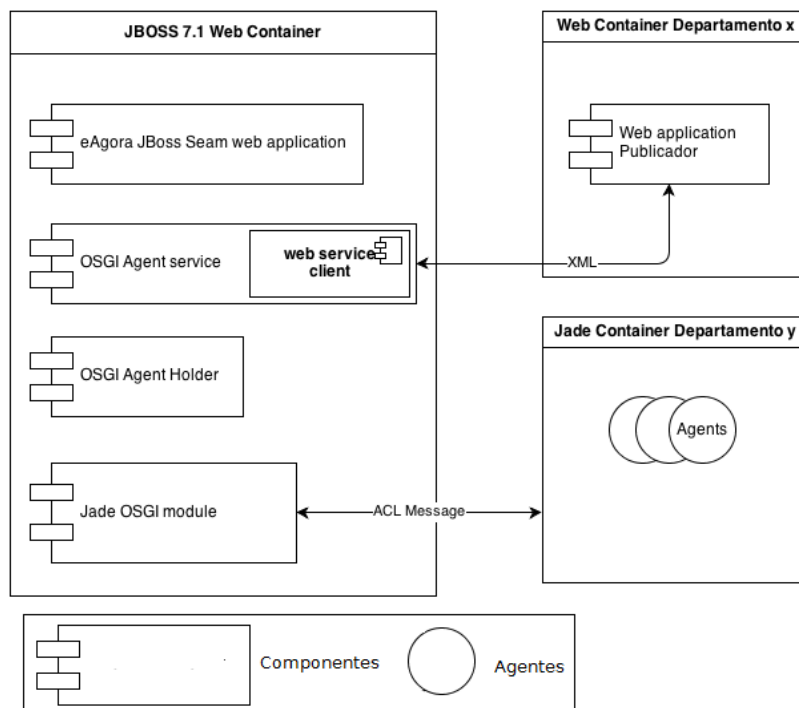 JBOSS 7.1 Web Container
eAgora JBoss Seam web application
OSGI Agent service
web service
client
OSGI Agent Holder
Jade OSGI module
Web Container Departamento x
Web application
Publicador
XML
Jade Container Departamento y
Agents
ACL Message
Componentes
Agentes